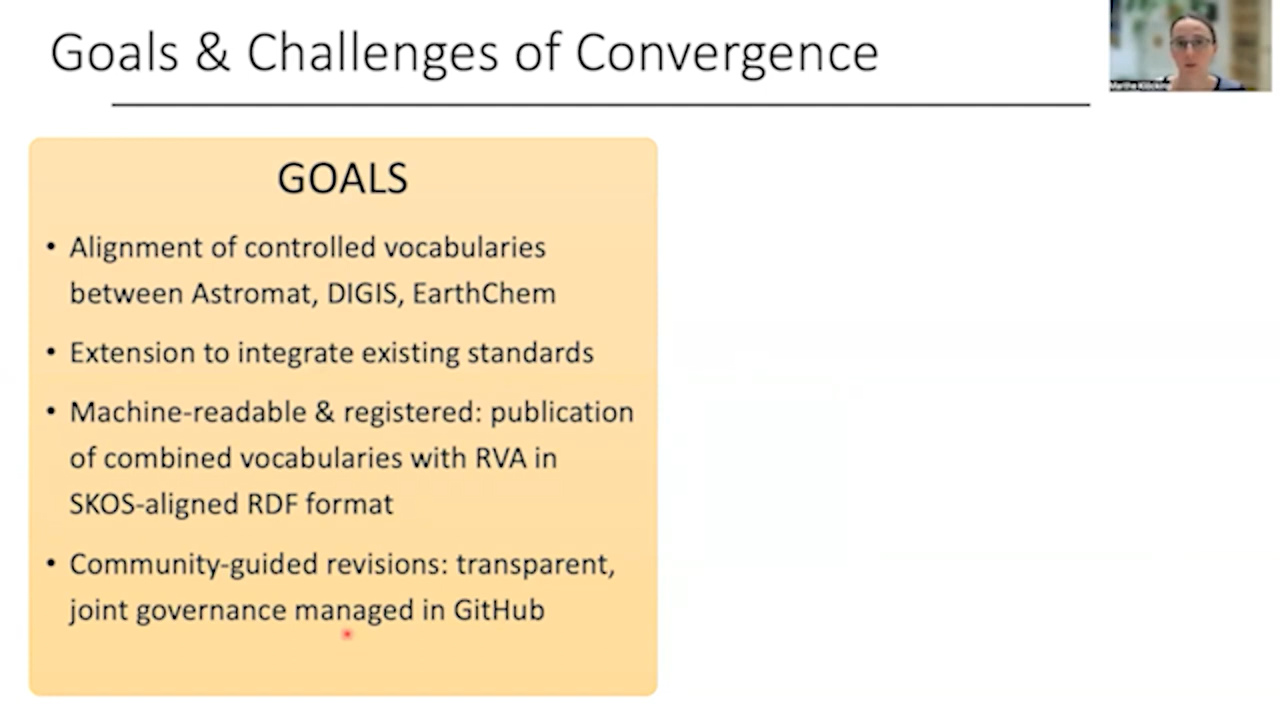 Goals & Challenges of Convergence
Marthe Klöcking
GOALS
• Alignment of controlled vocabularies
between Astromat, DIGIS, EarthChem
• Extension to integrate existing standards
• Machine-readable & registered: publication
of combined vocabularies with RVA in
SKOS-aligned RDF format
• Community-guided revisions: transparent,
joint governance managed in GitHub